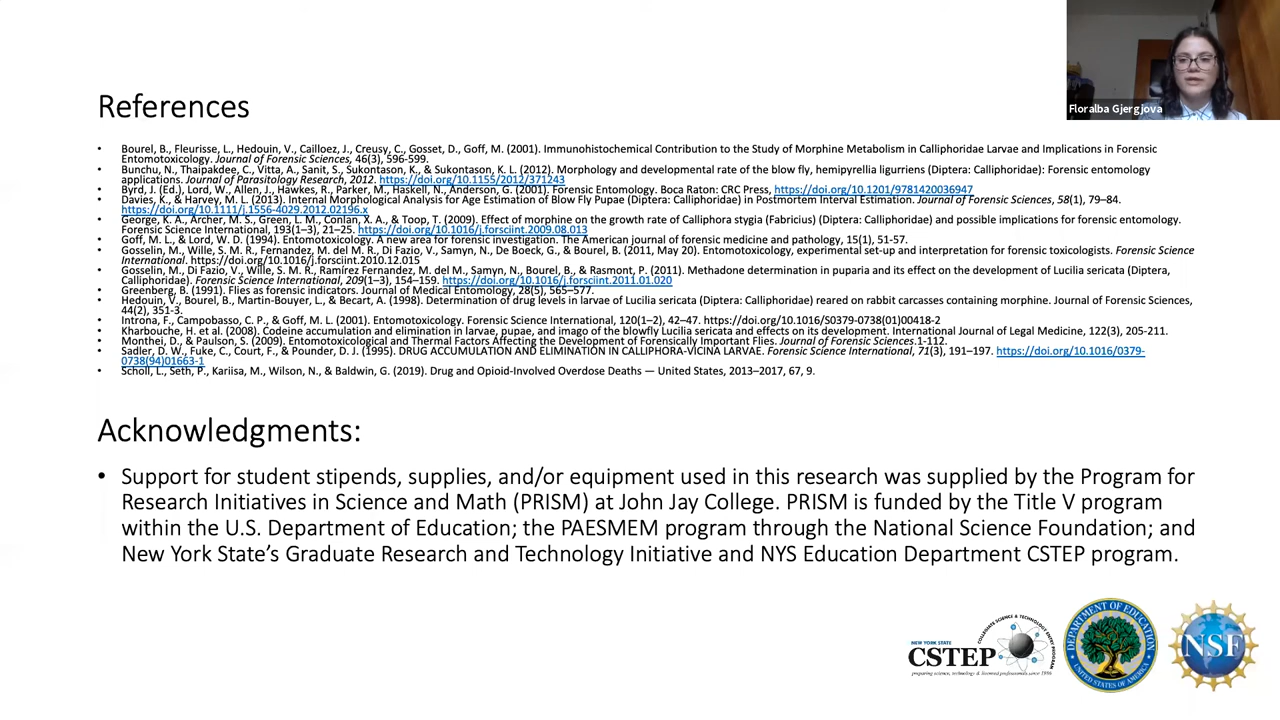 References
Floralba Gjergjova
• Bourel, B., Fleurisse, L., Hedouin, V., Cailloez, J., Creusy, C., Gosset, D., Goff, M. (2001). Immunohistochemical Contribution to the Study of Morphine Metabolism in Calliphoridae Larvae and Implications in Forensic
Entomotoxicology. Journal of Forensic Sciences, 46(3), 596-599.
• Bunchu, N., Thaipakdee, C., Vitta, A., Sanit, S., Sukontason, K., & Sukontason, K. L. (2012). Morphology and developmental rate of the blow fly, hemipyrellia ligurriens (Diptera: Calliphoridae): Forensic entomology
applications. Journal of Parasitology Research, 2012. https://doi.org/10.1155/2012/371243
• Byrd, J. (Ed.), Lord, W., Allen, J., Hawkes, R., Parker, M., Haskell, N., Anderson, G. (2001). Forensic Entomology. Boca Raton: CRC Press, https://doi.org/10.1201/9781420036947
• Davies, K., & Harvey, M. L. (2013). Internal Morphological Analysis for Age Estimation of Blow Fly Pupae (Diptera: Calliphoridae) in Postmortem Interval Estimation. Journal of Forensic Sciences, 58(1), 79–84.
https://doi.org/10.1111/j.1556-4029.2012.02196.x
• George, K. A., Archer, M. S., Green, L. M., Conlan, X. A., & Toop, T. (2009). Effect of morphine on the growth rate of Calliphora stygia (Fabricius) (Diptera: Calliphoridae) and possible implications for forensic entomology.
Forensic Science International, 193(1–3), 21–25. https://doi.org/10.1016/j.forsciint.2009.08.013
• Goff, M. L., & Lord, W. D. (1994). Entomotoxicology. A new area for forensic investigation. The American journal of forensic medicine and pathology, 15(1), 51-57.
• Gosselin, M., Wille, S. M. R., Fernandez, M. del M. R., Di Fazio, V., Samyn, N., De Boeck, G., & Bourel, B. (2011, May 20). Entomotoxicology, experimental set-up and interpretation for forensic toxicologists. Forensic Science
International. https://doi.org/10.1016/j.forsciint.2010.12.015
• Gosselin, M., Di Fazio, V., Wille, S. M. R., Ramírez Fernandez, M. del M., Samyn, N., Bourel, B., & Rasmont, P. (2011). Methadone determination in puparia and its effect on the development of Lucilia sericata (Diptera,
Calliphoridae). Forensic Science International, 209(1–3), 154–159. https://doi.org/10.1016/j.forsciint.2011.01.020
• Greenberg, B. (1991). Flies as forensic indicators. Journal of Medical Entomology, 28(5), 565–577.
• Hedouin, V., Bourel, B., Martin-Bouyer, L., & Becart, A. (1998). Determination of drug levels in larvae of Lucilia sericata (Diptera: Calliphoridae) reared on rabbit carcasses containing morphine. Journal of Forensic Sciences,
44(2), 351-3.
• Introna, F., Campobasso, C. P., & Goff, M. L. (2001). Entomotoxicology. Forensic Science International, 120(1–2), 42–47. https://doi.org/10.1016/S0379-0738(01)00418-2
• Kharbouche, H. et al. (2008). Codeine accumulation and elimination in larvae, pupae, and imago of the blowfly Lucilia sericata and effects on its development. International Journal of Legal Medicine, 122(3), 205-211.
• Monthei, D., & Paulson, S. (2009). Entomotoxicological and Thermal Factors Affecting the Development of Forensically Important Flies. Journal of Forensic Sciences.1-112.
• Sadler, D. W., Fuke, C., Court, F., & Pounder, D. J. (1995). DRUG ACCUMULATION AND ELIMINATION IN CALLIPHORA-VICINA LARVAE. Forensic Science International, 71(3), 191–197. https://doi.org/10.1016/0379-
0738(94)01663-1
• Scholl, L., Seth, P., Kariisa, M., Wilson, N., & Baldwin, G. (2019). Drug and Opioid-Involved Overdose Deaths — United States, 2013–2017, 67, 9.
Acknowledgments:
• Support for student stipends, supplies, and/or equipment used in this research was supplied by the Program for
Research Initiatives in Science and Math (PRISM) at John Jay College. PRISM is funded by the Title V program
within the U.S. Department of Education; the PAESMEM program through the National Science Foundation; and
New York State’s Graduate Research and Technology Initiative and NYS Education Department CSTEP program.
NEW YORK STATE
CSTEP
COLLEGIATE SCIENCE & TECHNOLOGY ENTRY PROGRAM
preparing science, technology & licensed professionals since 1986
DEPARTMENT OF EDUCATION
UNITED STATES OF AMERICA
NSF